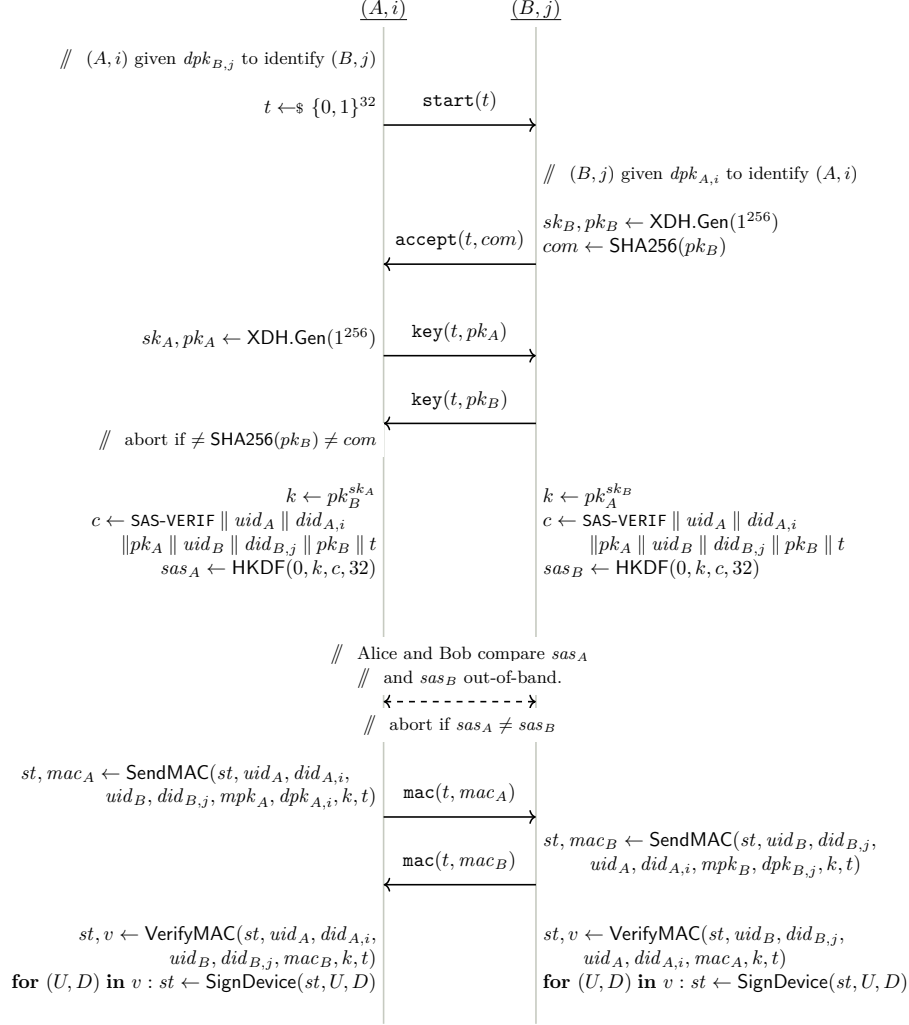 (A, i) (B, j)
// (A, i) given dpk_{B,j} to identify (B, j)
t ←$ {0, 1}^{32} start(t)
// (B, j) given dpk_{A,i} to identify (A, i)
sk_B, pk_B ← XDH.Gen(1^{256})
accept(t, com) com ← SHA256(pk_B)
sk_A, pk_A ← XDH.Gen(1^{256}) key(t, pk_A)
key(t, pk_B)
// abort if ≠ SHA256(pk_B) ≠ com
k ← pk_B^{sk_A} k ← pk_A^{sk_B}
c ← SAS-VERIF ∥ uid_A ∥ did_{A,i} c ← SAS-VERIF ∥ uid_A ∥ did_{A,i}
∥pk_A ∥ uid_B ∥ did_{B,j} ∥ pk_B ∥ t ∥pk_A ∥ uid_B ∥ did_{B,j} ∥ pk_B ∥ t
sas_A ← HKDF(0, k, c, 32) sas_B ← HKDF(0, k, c, 32)
// Alice and Bob compare sas_A
// and sas_B out-of-band.
// abort if sas_A ≠ sas_B
st, mac_A ← SendMAC(st, uid_A, did_{A,i},
uid_B, did_{B,j}, mpk_A, dpk_{A,i}, k, t) mac(t, mac_A)
st, mac_B ← SendMAC(st, uid_B, did_{B,j},
mac(t, mac_B) uid_A, did_{A,i}, mpk_B, dpk_{B,j}, k, t)
st, v ← VerifyMAC(st, uid_A, did_{A,i}, st, v ← VerifyMAC(st, uid_B, did_{B,j},
uid_B, did_{B,j}, mac_B, k, t) uid_A, did_{A,i}, mac_A, k, t)
for (U, D) in v : st ← SignDevice(st, U, D) for (U, D) in v : st ← SignDevice(st, U, D)